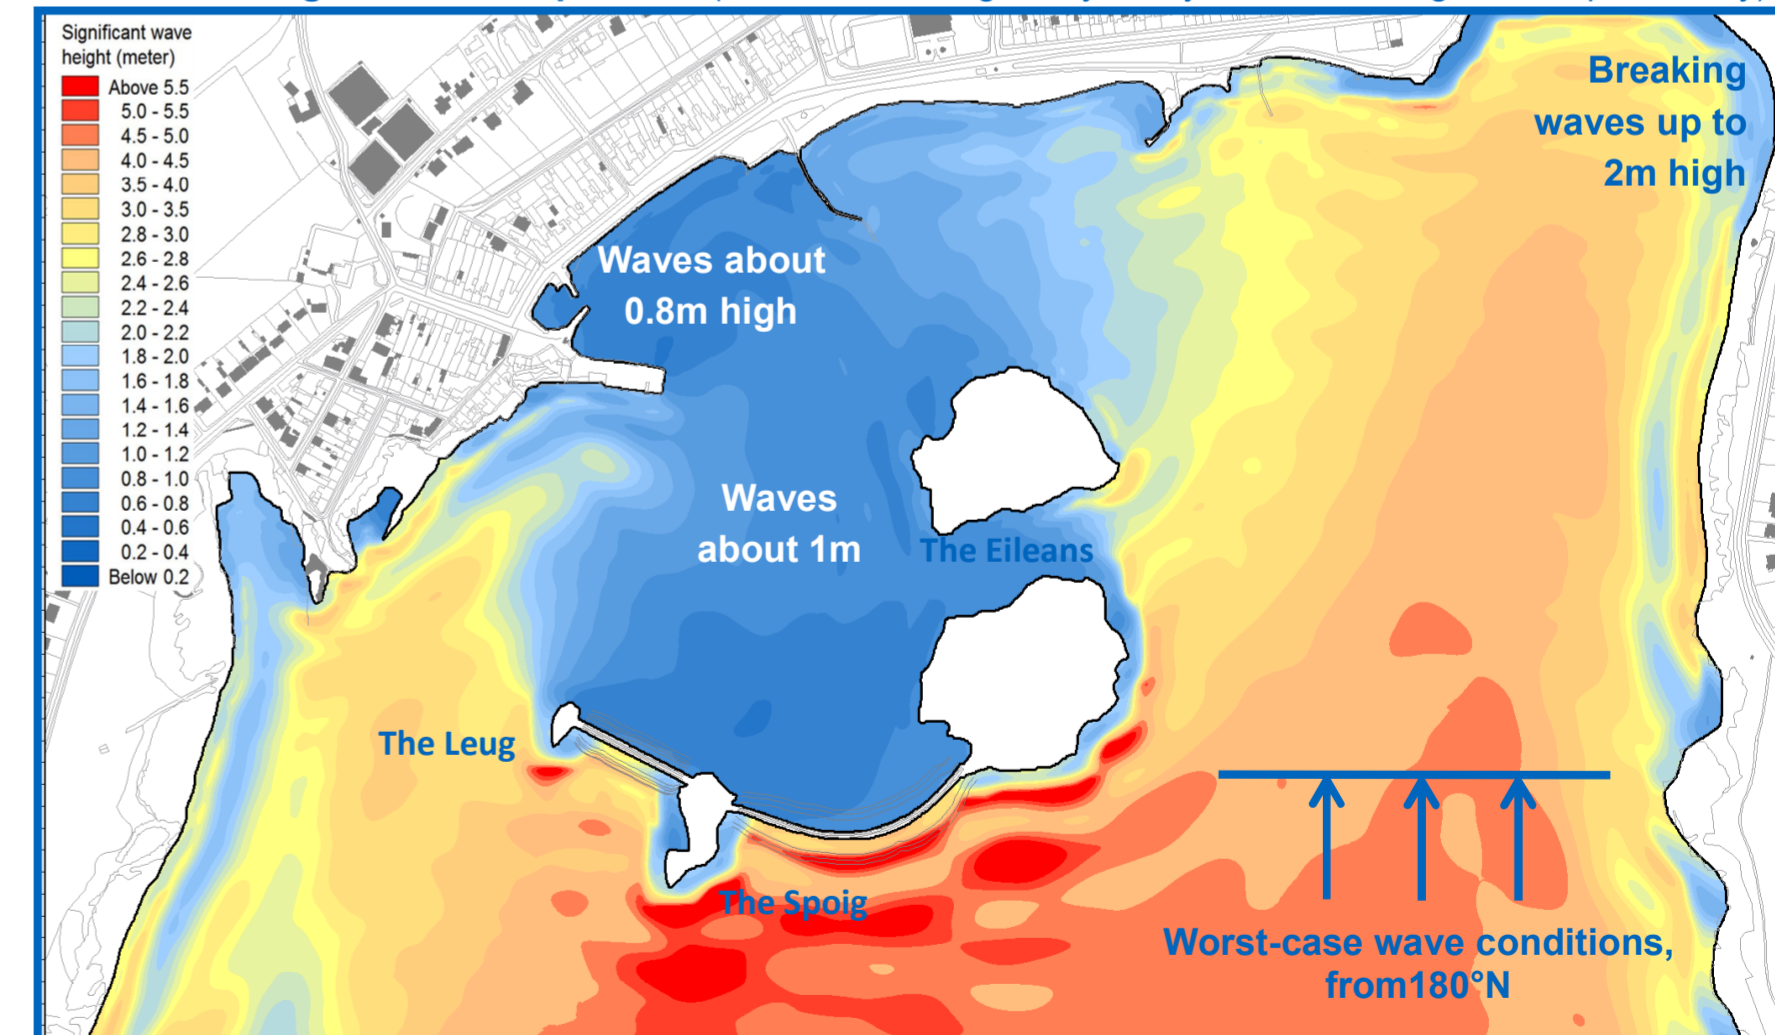 Significant wave
height (meter)
Above 5.5
5.0 - 5.5
4.5 - 5.0
4.0 - 4.5
3.5 - 4.0
3.0 - 3.5
2.8 - 3.0
2.6 - 2.8
2.4 - 2.6
2.2 - 2.4
2.0 - 2.2
1.8 - 2.0
1.6 - 1.8
1.4 - 1.6
1.2 - 1.4
1.0 - 1.2
0.8 - 1.0
0.6 - 0.8
0.4 - 0.6
0.2 - 0.4
Below 0.2
Breaking
waves up to
2m high
Waves about
0.8m high
Waves
about 1m
The Eileans
The Leug
The Spoig
Worst-case wave conditions,
from180°N